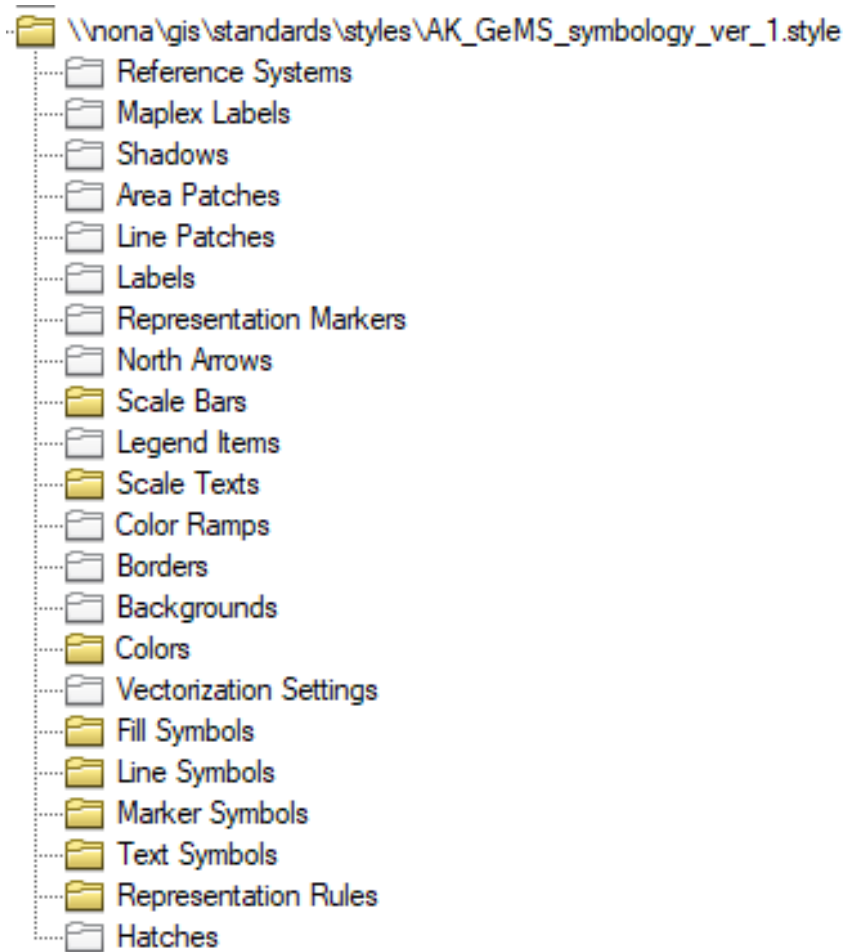 \\nona\gis\standards\styles\AK_GeMS_symbology_ver_1.style
Reference Systems
Maplex Labels
Shadows
Area Patches
Line Patches
Labels
Representation Markers
North Arrows
Scale Bars
Legend Items
Scale Texts
Color Ramps
Borders
Backgrounds
Colors
Vectorization Settings
Fill Symbols
Line Symbols
Marker Symbols
Text Symbols
Representation Rules
Hatches